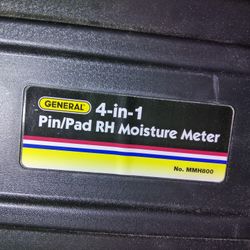 GENERAL 4-in-1
Pin/Pad RH Moisture Meter
No. MMH800